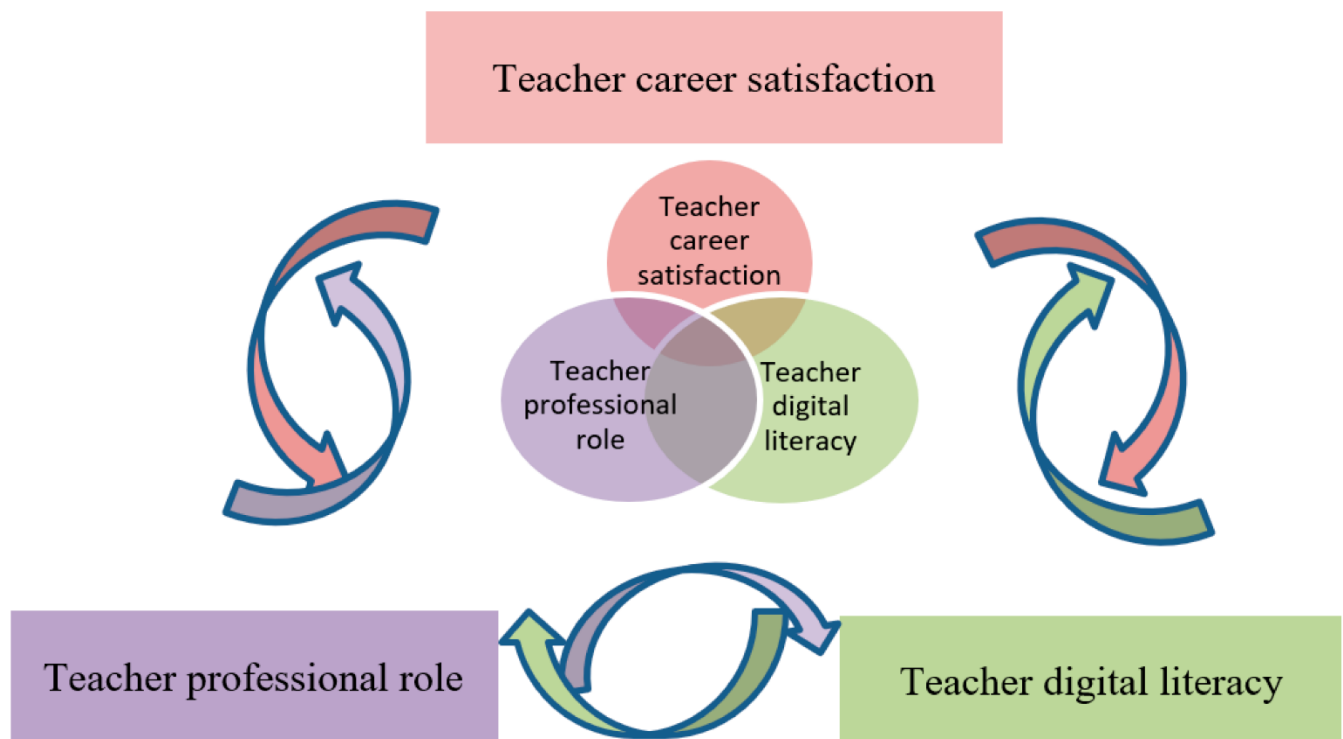 Teacher career satisfaction
Teacher
career
satisfaction
Teacher
professional
role
Teacher
digital
literacy
Teacher professional role
Teacher digital literacy